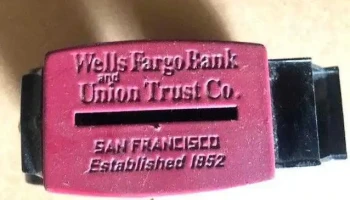 Wells Fargo Bank
and
Union Trust Co.
SAN FRANCISCO
Established 1852